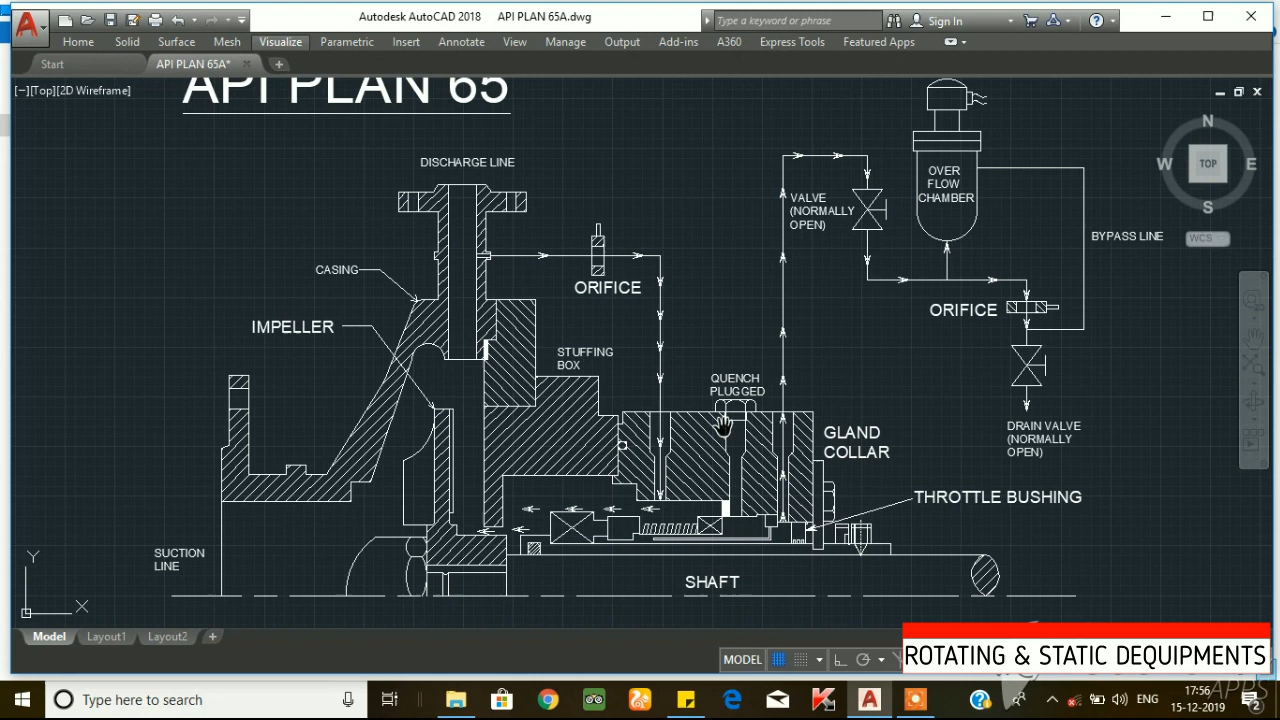 Autodesk AutoCAD 2018 API PLAN 65A.dwg
Type a keyword or phrase
Sign In
Home Solid Surface Mesh Visualize Parametric Insert Annotate View Manage Output Add-ins A360 Express Tools Featured Apps
Start API PLAN 65A*
[−][Top][2D Wireframe]
API PLAN 65
N
W TOP E
S
WCS
DISCHARGE LINE
OVER
FLOW
CHAMBER
VALVE
(NORMALLY
OPEN)
BYPASS LINE
CASING
ORIFICE
ORIFICE
IMPELLER
STUFFING
BOX
QUENCH
PLUGGED
GLAND
COLLAR
DRAIN VALVE
(NORMALLY
OPEN)
THROTTLE BUSHING
SUCTION
LINE
SHAFT
Y
X
Model Layout1 Layout2
MODEL
ROTATING & STATIC DEQUIPMENTS
APPS
Type here to search
ENG
17:56
15-12-2019
2